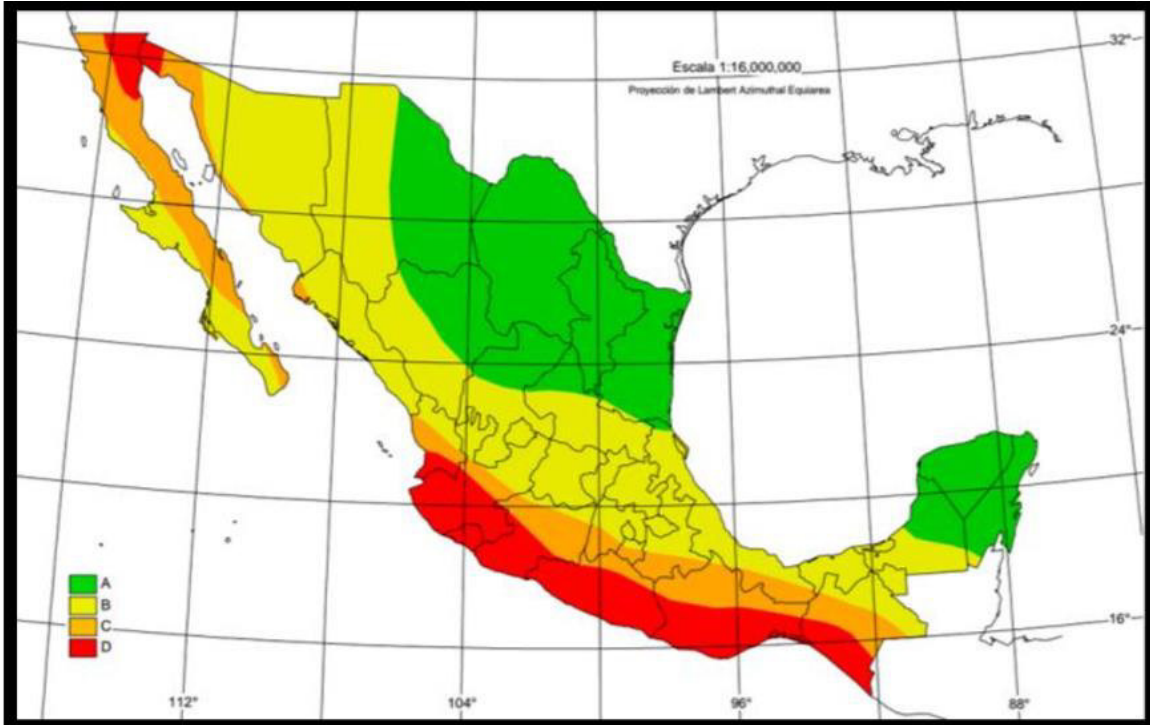 32°
Escala 1:16,000,000
Proyección de Lambert Azimuthal Equiarea
24°
A
B
C
D
16°
112°
104°
96°
88°